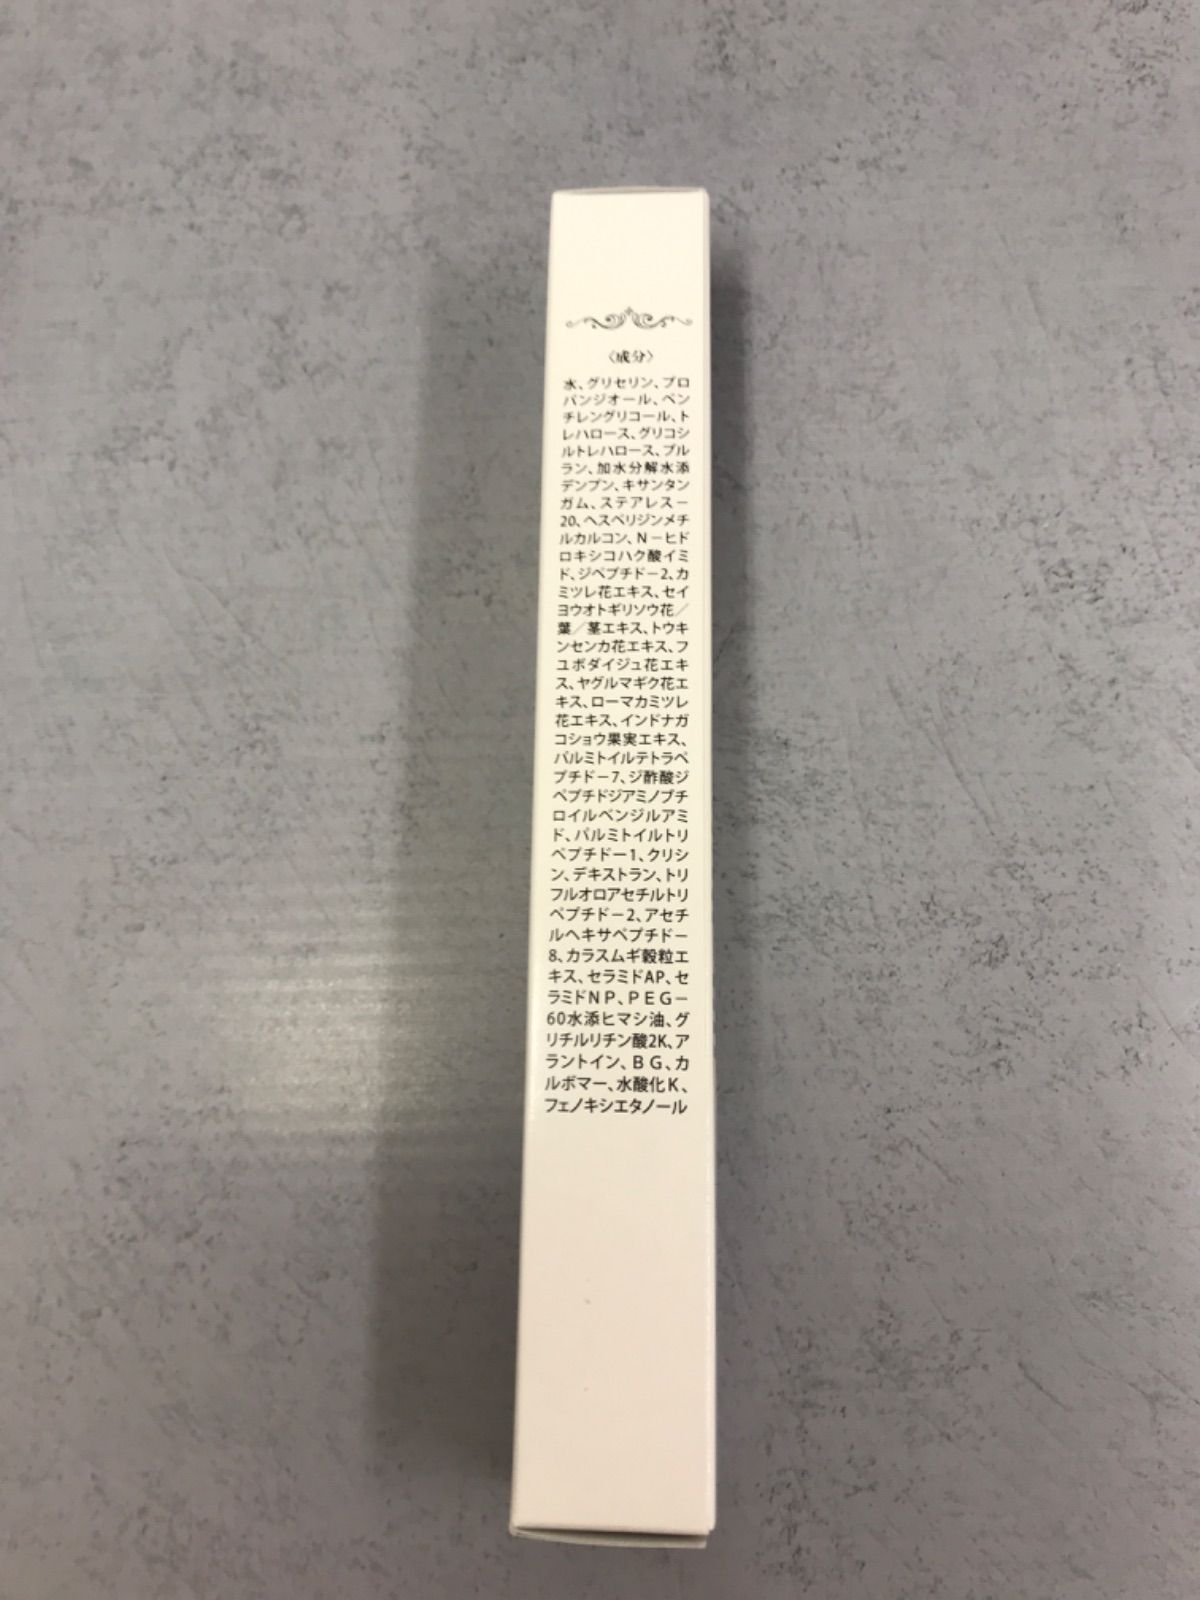 〈成分〉
水、グリセリン、プロ
パンジオール、ペン
チレングリコール、ト
レハロース、グリコシ
ルトレハロース、プル
ラン、加水分解水添
デンプン、キサンタン
ガム、ステアレス－
20、ヘスペリジンメチ
ルカルコン、Ｎ－ヒド
ロキシコハク酸イミ
ド、ジペプチド－2、カ
ミツレ花エキス、セイ
ヨウオトギリソウ花／
葉／茎エキス、トウキ
ンセンカ花エキス、フ
ユボダイジュ花エキ
ス、ヤグルマギク花エ
キス、ローマカミツレ
花エキス、インドナガ
コショウ果実エキス、
パルミトイルテトラペ
プチド－7、ジ酢酸ジ
ペプチドジアミノブチ
ロイルベンジルアミ
ド、パルミトイルトリ
ペプチドー1、クリシ
ン、デキストラン、トリ
フルオロアセチルトリ
ペプチド－2、アセチ
ルヘキサペプチド－
8、カラスムギ穀粒エ
キス、セラミドAP、セ
ラミドＮＰ、ＰＥＧ－
60水添ヒマシ油、グ
リチルリチン酸2K、ア
ラントイン、ＢＧ、カ
ルボマー、水酸化Ｋ、
フェノキシエタノール